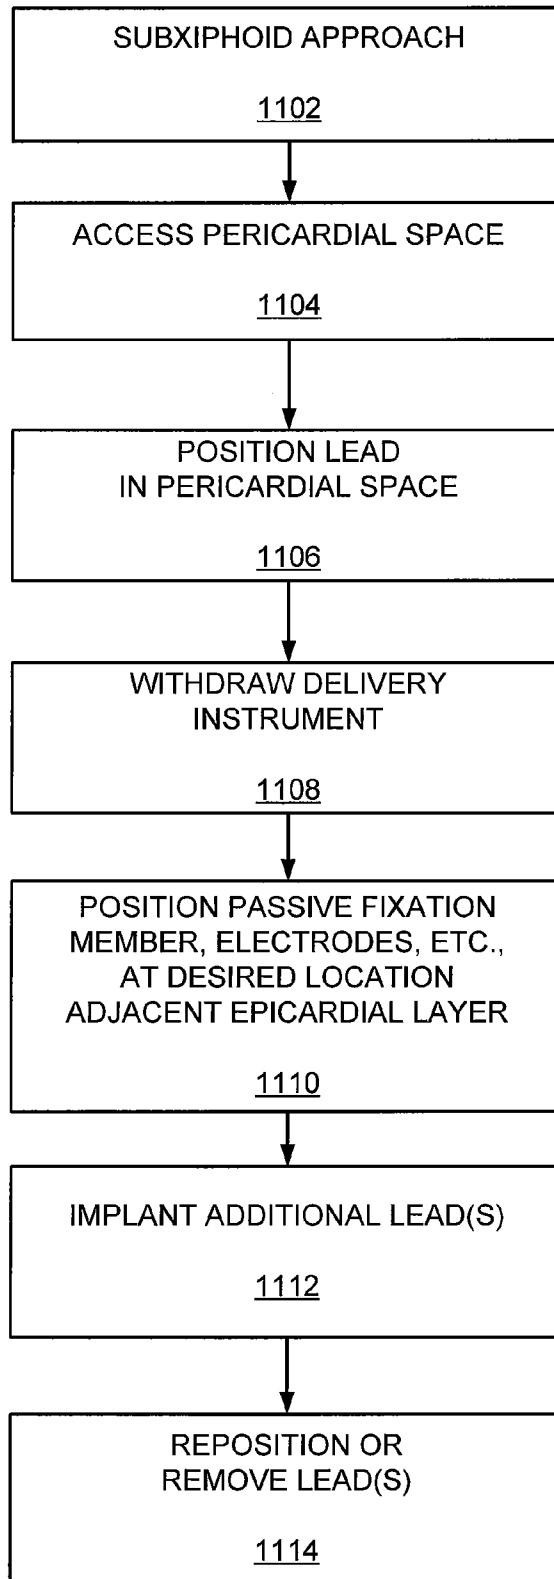 SUBXIPHOID APPROACH
1102
ACCESS PERICARDIAL SPACE
1104
POSITION LEAD
IN PERICARDIAL SPACE
1106
WITHDRAW DELIVERY
INSTRUMENT
1108
POSITION PASSIVE FIXATION
MEMBER, ELECTRODES, ETC.,
AT DESIRED LOCATION
ADJACENT EPICARDIAL LAYER
1110
IMPLANT ADDITIONAL LEAD(S)
1112
REPOSITION OR
REMOVE LEAD(S)
1114